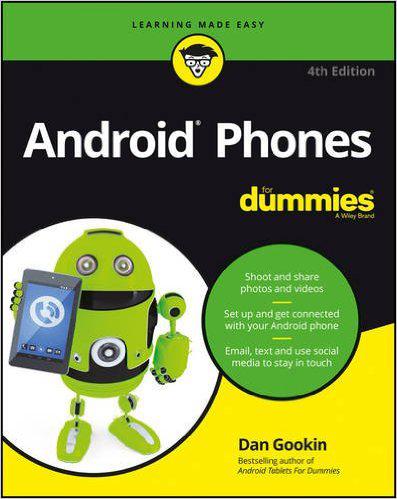 LEARNING MADE EASY
4th Edition
Android® Phones
for
dummies®
A Wiley Brand
Shoot and share
photos and videos
Set up and get connected
with your Android phone
Email, text and use social
media to stay in touch
Dan Gookin
Bestselling author of
Android Tablets For Dummies